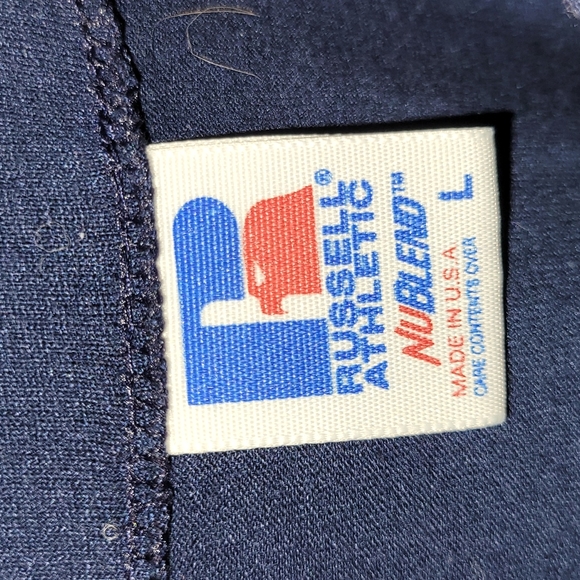 RUSSELL®
ATHLETIC
NUBLEND™
MADE IN U.S.A
CARE CONTENTS OVER
L